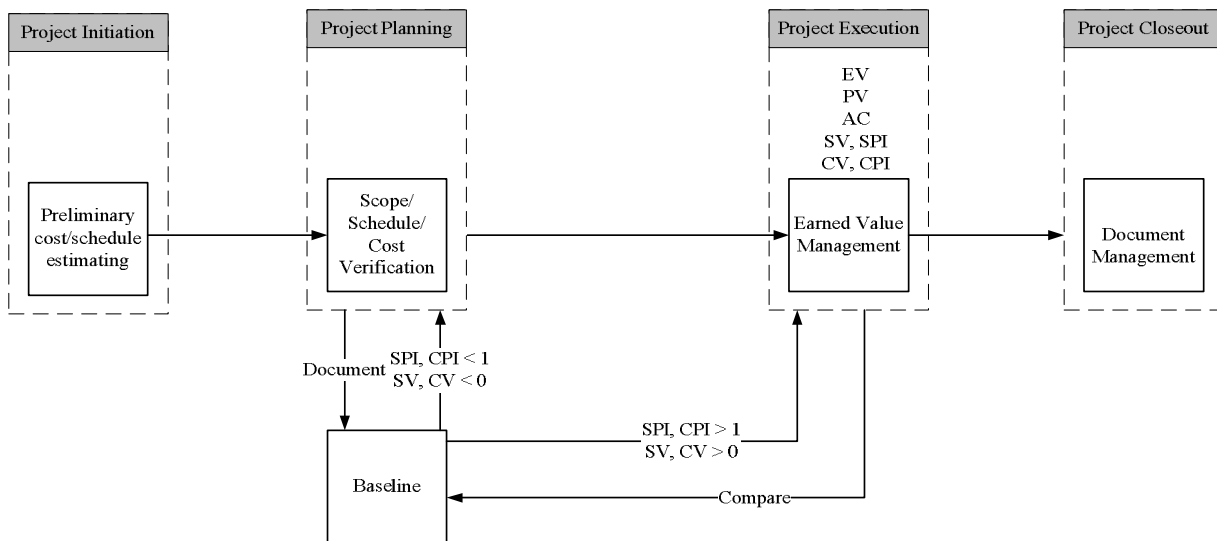 Project Initiation
Project Planning
Project Execution
Project Closeout
EV
PV
AC
SV, SPI
CV, CPI
Preliminary
cost/schedule
estimating
Scope/
Schedule/
Cost
Verification
Earned Value
Management
Document
Management
Document
SPI, CPI < 1
SV, CV < 0
SPI, CPI > 1
SV, CV > 0
Baseline
Compare